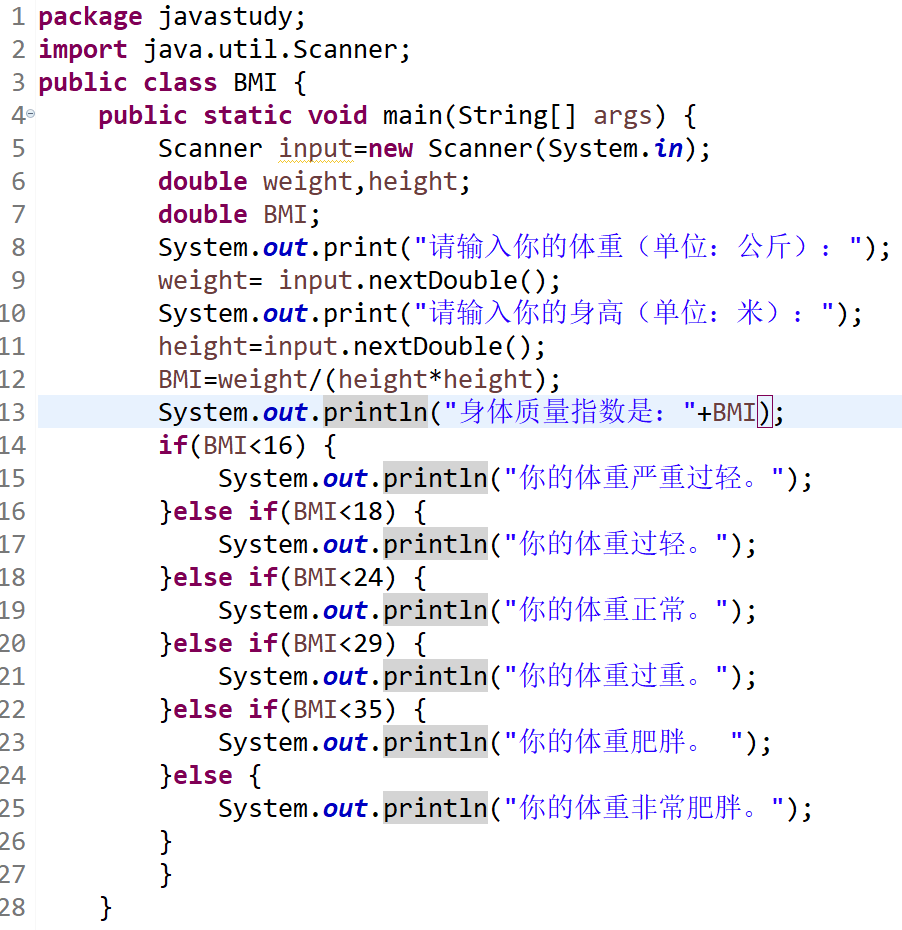 1 package javastudy;
2 import java.util.Scanner;
3 public class BMI {
4 public static void main(String[] args) {
5 Scanner input=new Scanner(System.in);
6 double weight,height;
7 double BMI;
8 System.out.print("请输入你的体重（单位：公斤）：");
9 weight= input.nextDouble();
10 System.out.print("请输入你的身高（单位：米）：");
11 height=input.nextDouble();
12 BMI=weight/(height*height);
13 System.out.println("身体质量指数是："+BMI);
14 if(BMI<16) {
15 System.out.println("你的体重严重过轻。");
16 }else if(BMI<18) {
17 System.out.println("你的体重过轻。");
18 }else if(BMI<24) {
19 System.out.println("你的体重正常。");
20 }else if(BMI<29) {
21 System.out.println("你的体重过重。");
22 }else if(BMI<35) {
23 System.out.println("你的体重肥胖。 ");
24 }else {
25 System.out.println("你的体重非常肥胖。");
26 }
27 }
28 }